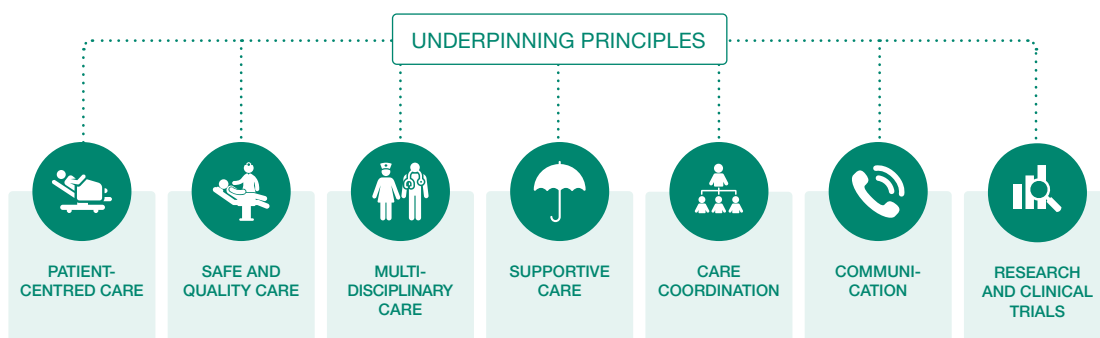 UNDERPINNING PRINCIPLES
PATIENT-
CENTRED CARE
SAFE AND
QUALITY CARE
MULTI-
DISCIPLINARY
CARE
SUPPORTIVE
CARE
CARE
COORDINATION
COMMUNI-
CATION
RESEARCH
AND CLINICAL
TRIALS